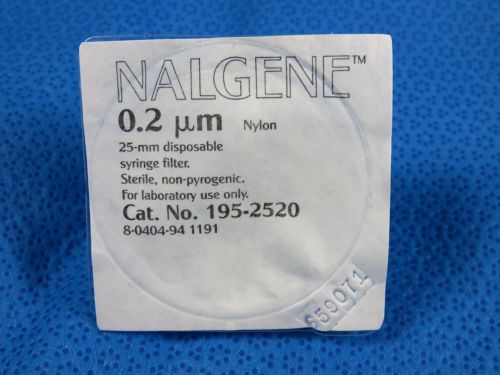 NALGENE™
0.2 µm Nylon
25-mm disposable
syringe filter.
Sterile, non-pyrogenic.
For laboratory use only.
Cat. No. 195-2520
8-0404-94 1191
659071